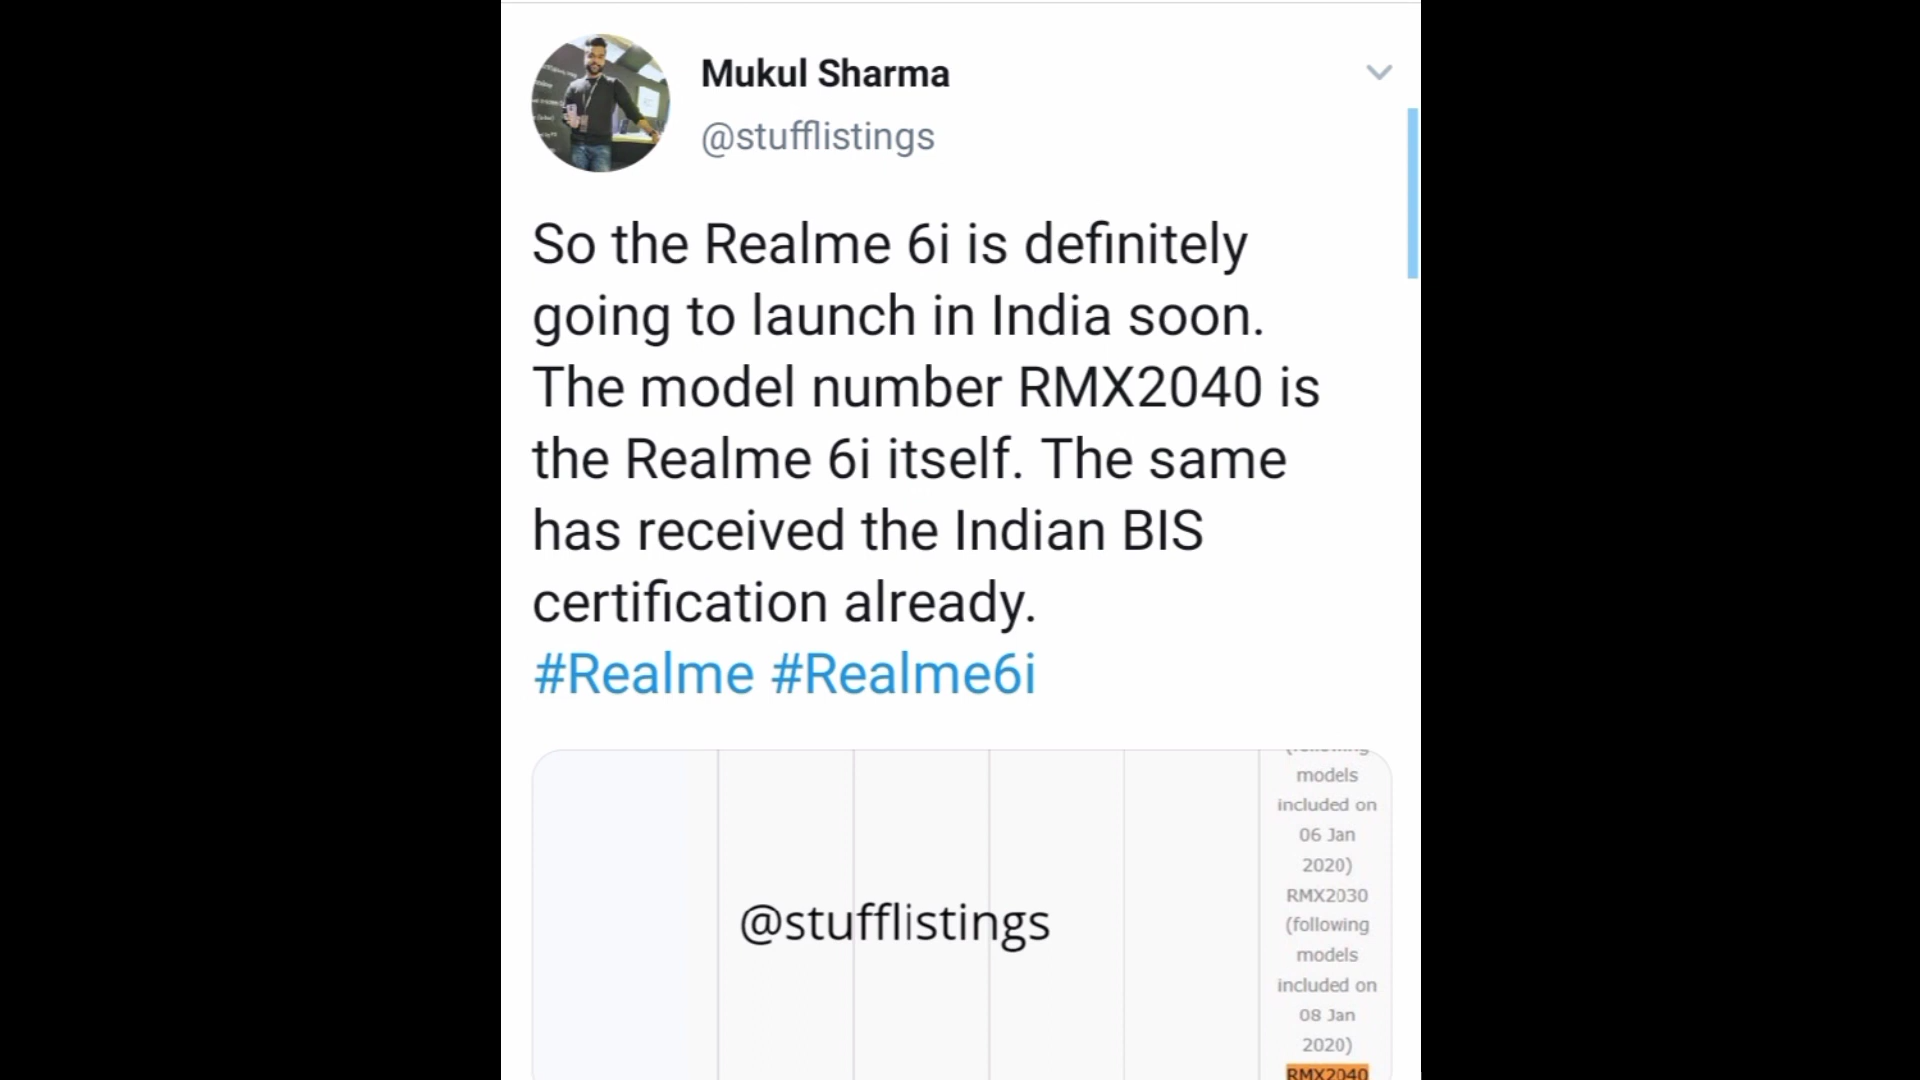 Mukul Sharma
@stufflistings
So the Realme 6i is definitely
going to launch in India soon.
The model number RMX2040 is
the Realme 6i itself. The same
has received the Indian BIS
certification already.
#Realme #Realme6i
(following
models
included on
06 Jan
2020)
RMX2030
(following
models
included on
08 Jan
2020)
RMX2040
@stufflistings